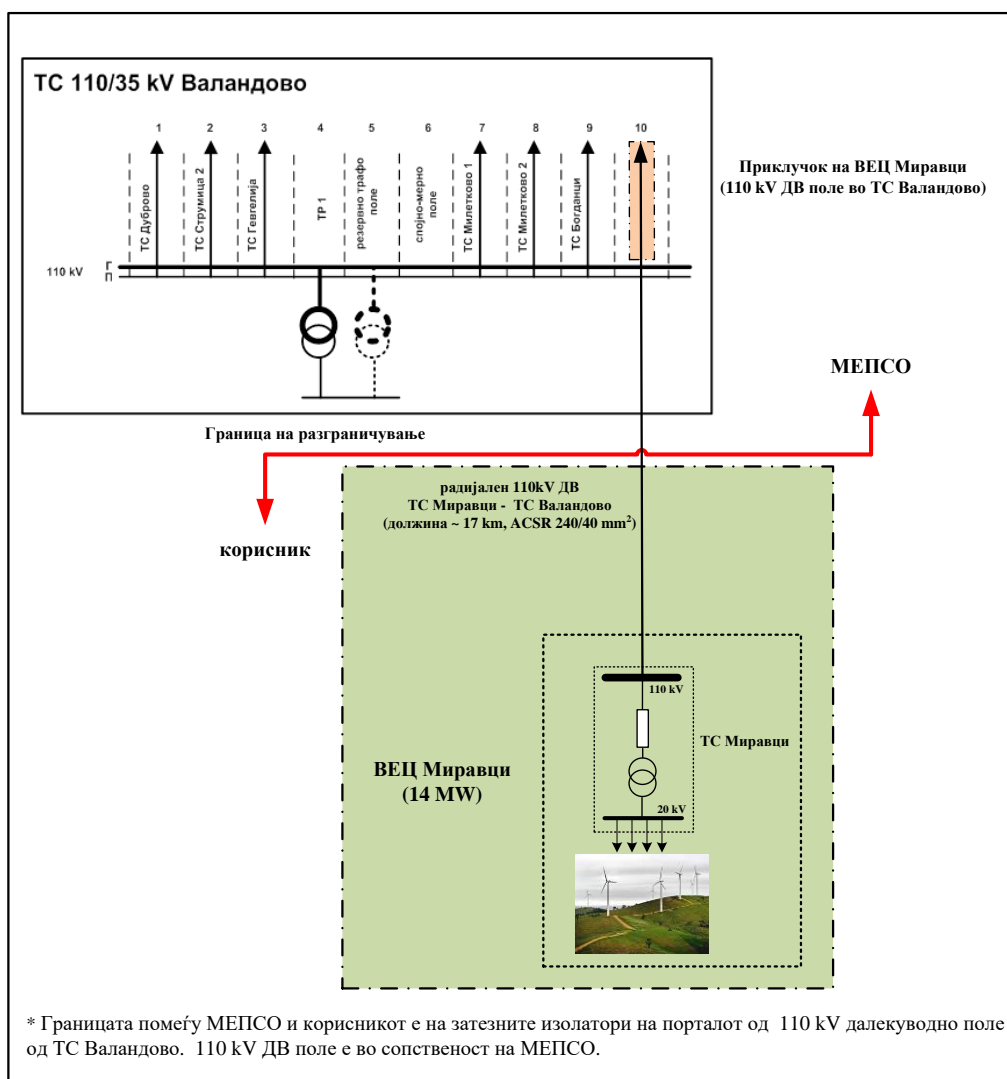 ТС 110/35 kV Валандово
1 2 3 4 5 6 7 8 9 10
ТС Дуброво
ТС Струмица 2
ТС Гевгелија
ТР 1
резервно трафо
поле
спојно-мерно
поле
ТС Милетково 1
ТС Милетково 2
ТС Богданци
Приклучок на ВЕЦ Миравци
(110 kV ДВ поле во ТС Валандово)
110 kV
Г
П
МЕПСО
Граница на разграничување
корисник
радијален 110kV ДВ
ТС Миравци - ТС Валандово
(должина ~ 17 km, ACSR 240/40 mm²)
110 kV
ТС Миравци
ВЕЦ Миравци
(14 MW)
20 kV
* Границата помеѓу МЕПСО и корисникот е на затезните изолатори на порталот од 110 kV далекуводно поле
од ТС Валандово. 110 kV ДВ поле е во сопственост на МЕПСО.